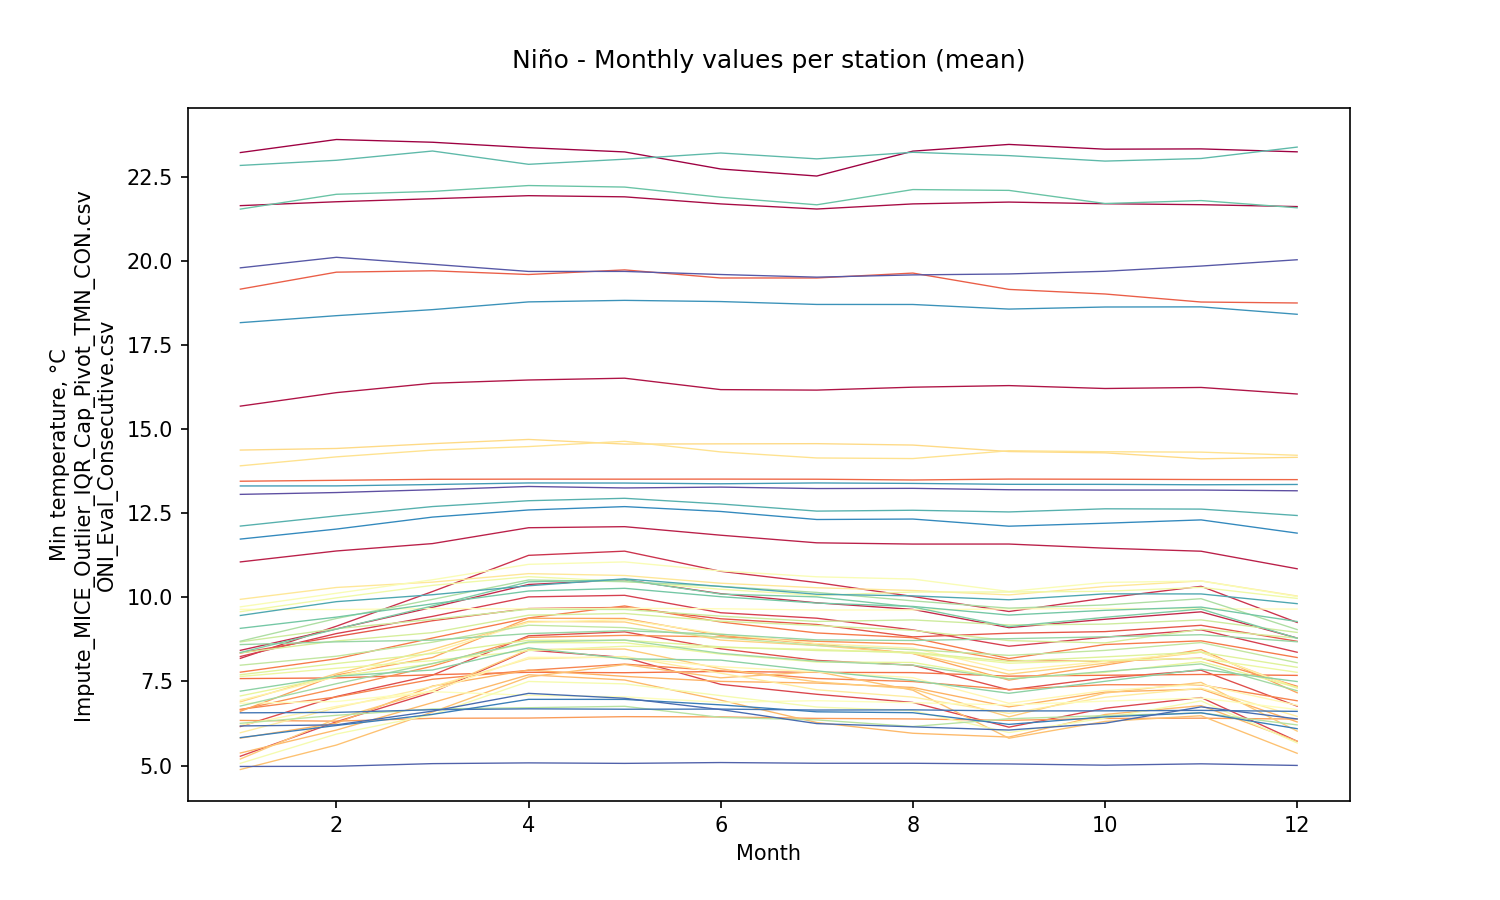 Niño - Monthly values per station (mean)
Min temperature, °C
Impute_MICE_Outlier_IQR_Cap_Pivot_TMN_CON.csv
ONI_Eval_Consecutive.csv
22.5
20.0
17.5
15.0
12.5
10.0
7.5
5.0
2 4 6 8 10 12
Month